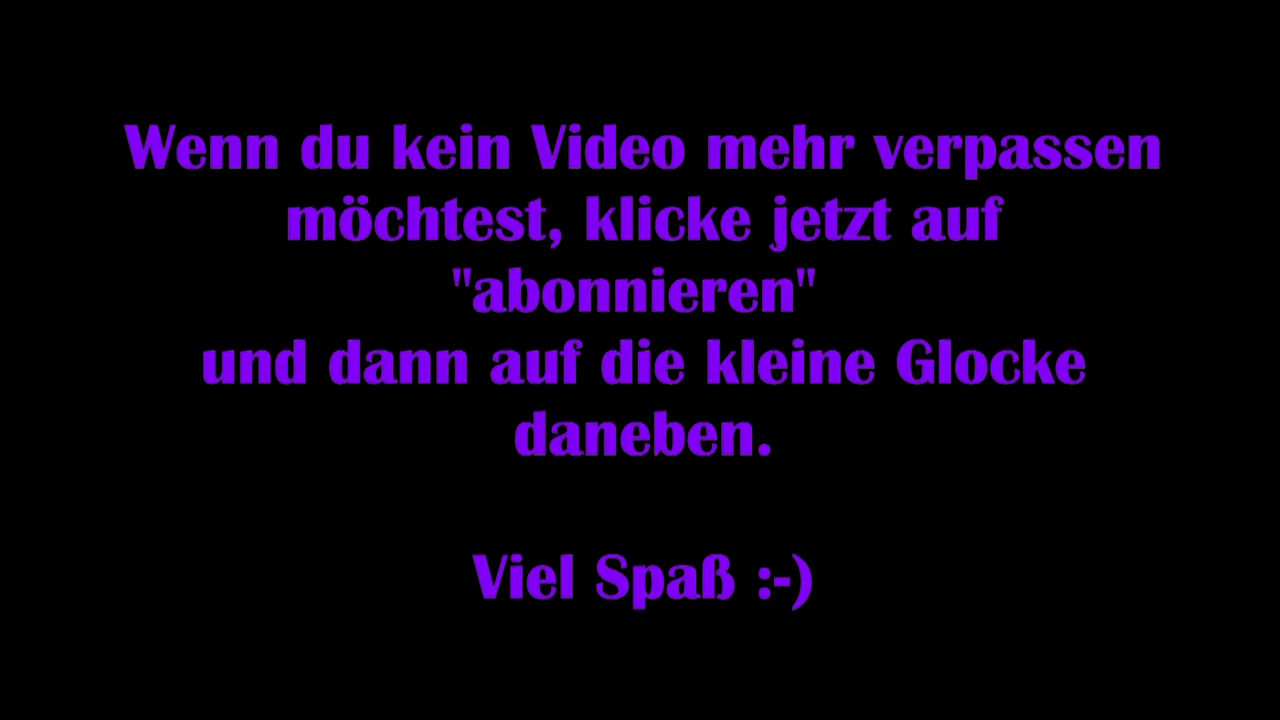 Wenn du kein Video mehr verpassen
möchtest, klicke jetzt auf
"abonnieren"
und dann auf die kleine Glocke
daneben.
Viel Spaß :-)